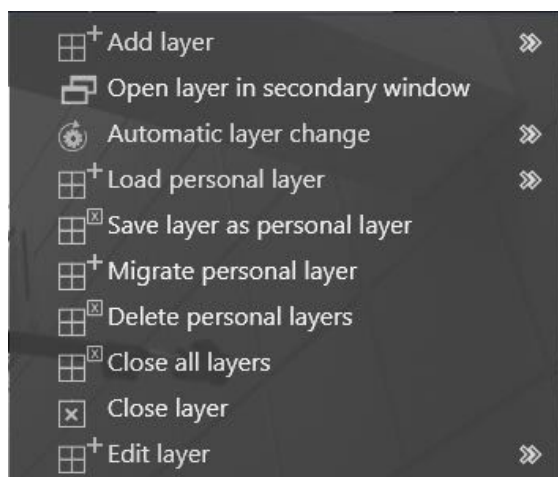 Add layer
Open layer in secondary window
Automatic layer change
Load personal layer
Save layer as personal layer
Migrate personal layer
Delete personal layers
Close all layers
Close layer
Edit layer